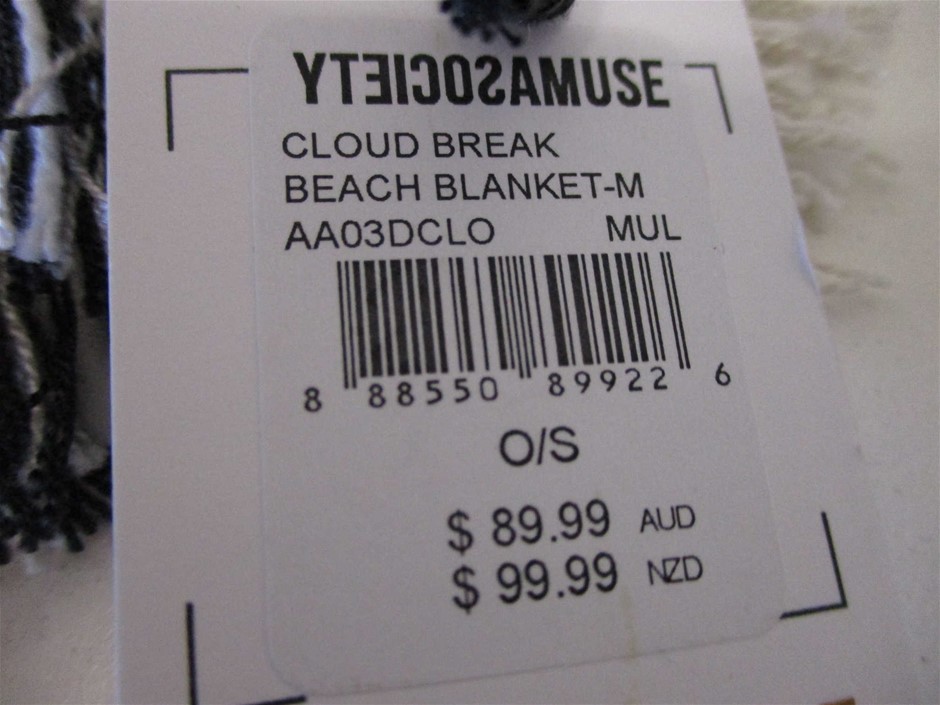 YTEICOSAMUSE
CLOUD BREAK
BEACH BLANKET-M
AA03DCLO MUL
8 88550 89922 6
O/S
$ 89.99 AUD
$ 99.99 NZD